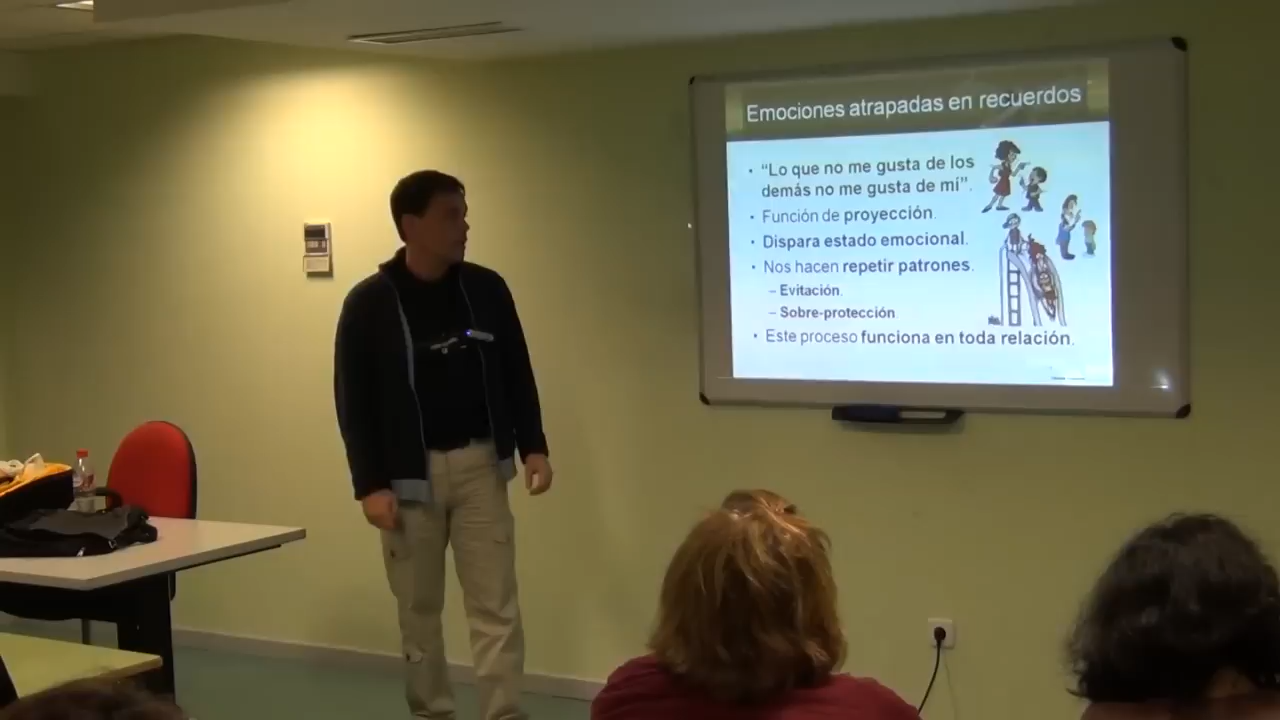 Emociones atrapadas en recuerdos
• “Lo que no me gusta de los
demás no me gusta de mí”.
• Función de proyección.
• Dispara estado emocional.
• Nos hacen repetir patrones.
– Evitación.
– Sobre-protección
• Este proceso funciona en toda relación.